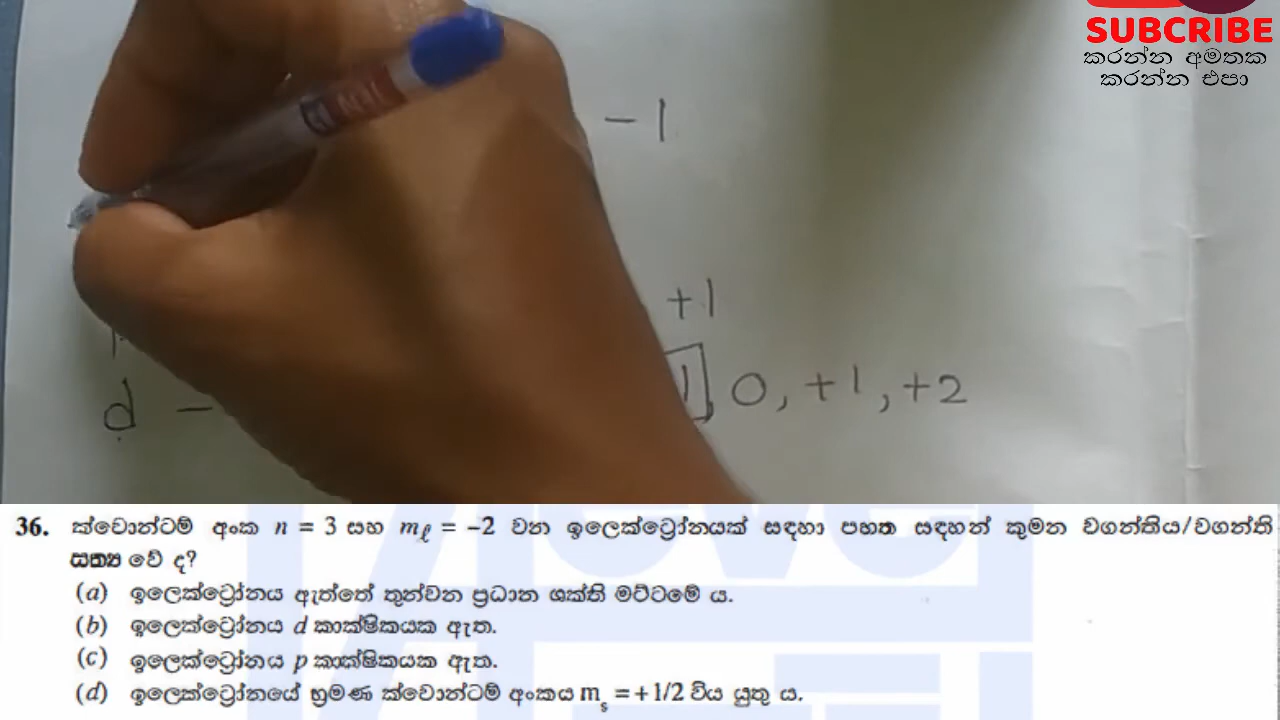 SUBCRIBE
කරන්න අමතක
කරන්න එපා
-1
+1
d - 1], 0, +1, +2
36. ක්වොන්ටම් අංක n = 3 සහ mℓ = −2 වන ඉලෙක්ට්‍රෝනයක් සඳහා පහත සඳහන් කුමන වගන්තිය/වගන්ති
සත්‍ය වේ ද?
(a) ඉලෙක්ට්‍රෝනය ඇත්තේ තුන්වන ප්‍රධාන ශක්ති මට්ටමේ ය.
(b) ඉලෙක්ට්‍රෝනය d කාක්ෂිකයක ඇත.
(c) ඉලෙක්ට්‍රෝනය p කාක්ෂිකයක ඇත.
(d) ඉලෙක්ට්‍රෝනයේ භ්‍රමණ ක්වොන්ටම් අංකය mₛ = +1/2 විය යුතු ය.